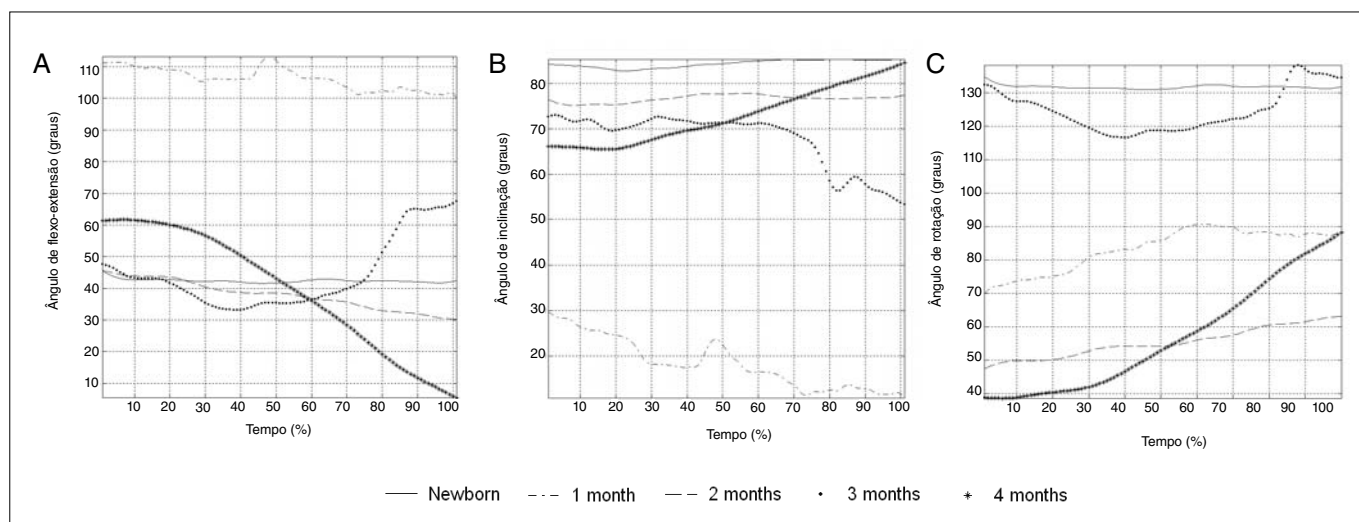 A
Ângulo de flexo-extensão (graus)
110
100
90
80
70
60
50
40
30
20
10
10 20 30 40 50 60 70 80 90 100
Tempo (%)
B
Ângulo de inclinação (graus)
80
70
60
50
40
30
20
10 20 30 40 50 60 70 80 90 100
Tempo (%)
C
Ângulo de rotação (graus)
130
120
110
100
90
80
70
60
50
40
10 20 30 40 50 60 70 80 90 100
Tempo (%)
Newborn 1 month 2 months 3 months 4 months